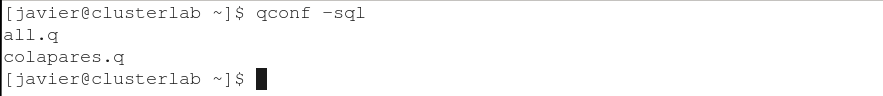 [javier@clusterlab ~]$ qconf -sql
all.q
colapares.q
[javier@clusterlab ~]$